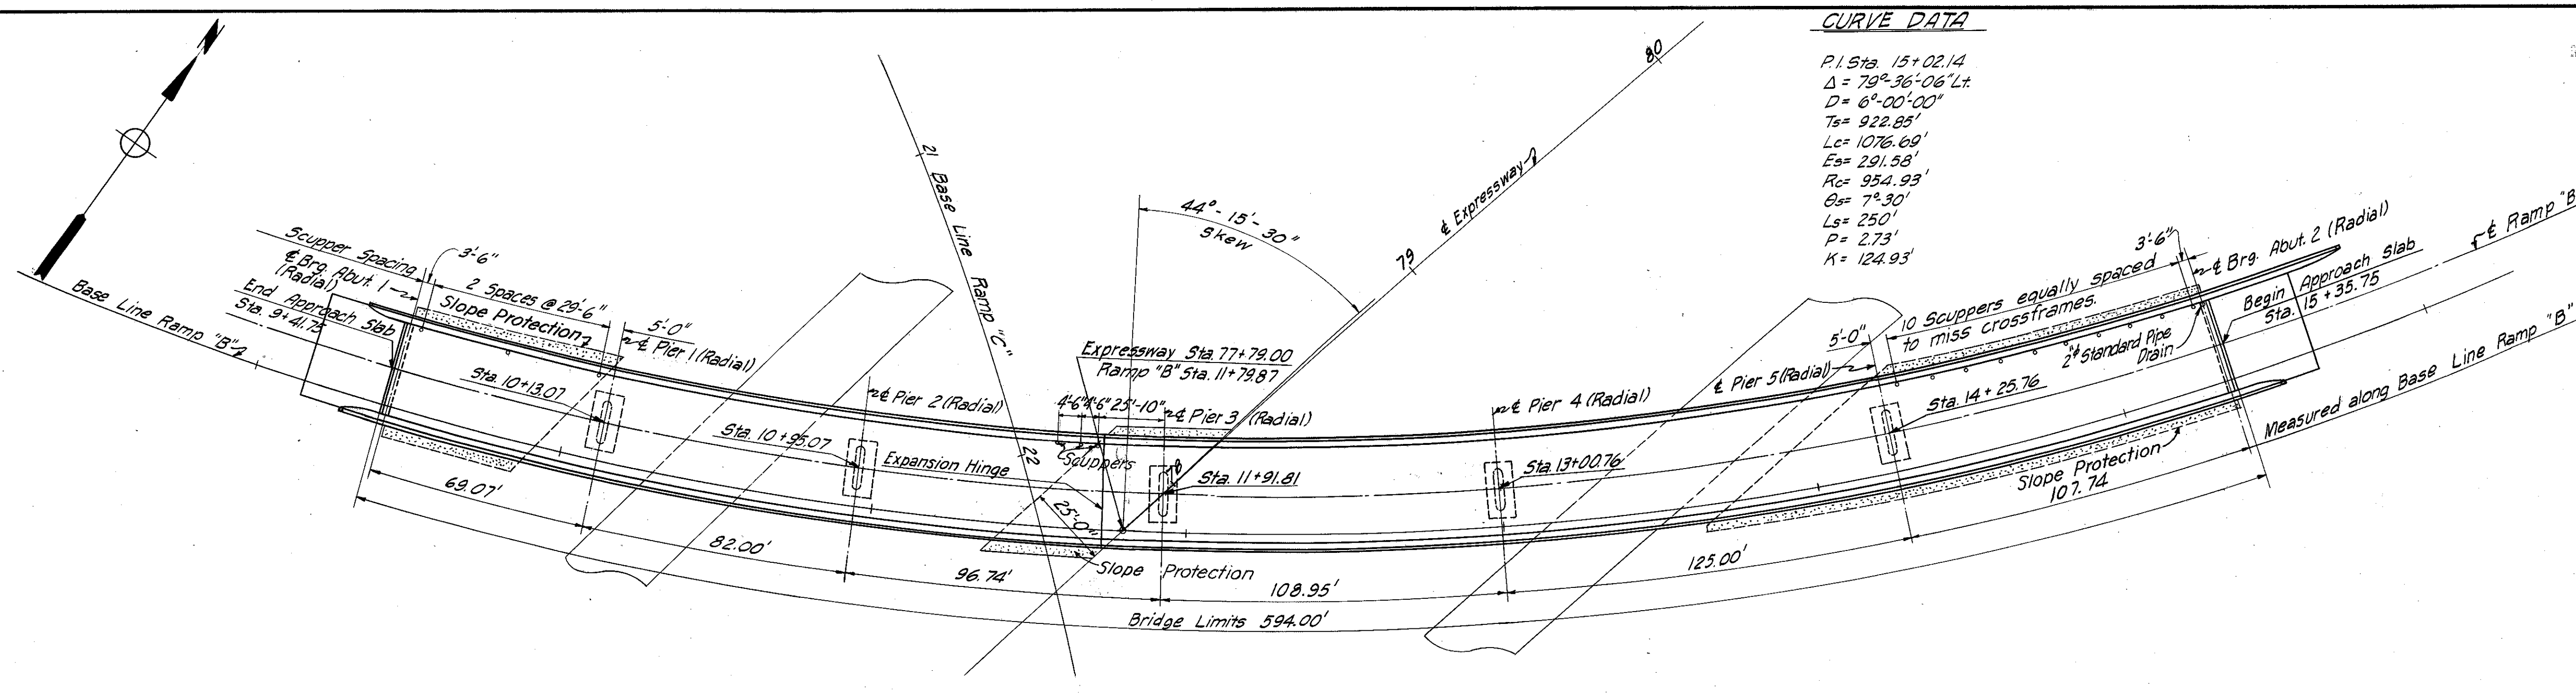 CURVE DATA
P.I. Sta. 15+02.14
Δ = 79°-36'-06" Lt.
D = 6°-00'-00"
Ts= 922.85'
Lc= 1076.69'
Es= 291.58'
Rc= 954.93'
Θs= 7°-30'
Ls= 250'
P= 2.73'
K= 124.93'
80
79
℄ Expressway
44°-15'-30"
Skew
21
Base Line Ramp "C"
22
Scupper Spacing
3'-6"
℄ Brg. Abut. 1
(Radial)
2 Spaces @ 29'-6"
End Approach Slab
Sta. 9+41.75
Slope Protection
5'-0"
℄ Pier 1 (Radial)
Base Line Ramp "B"
Sta. 10+13.07
℄ Pier 2 (Radial)
Sta. 10+95.07
Expansion Hinge
Expressway Sta. 77+79.00
Ramp "B" Sta. 11+79.87
4'-6"
4'-6"
25'-10"
℄ Pier 3 (Radial)
Scuppers
Sta. 11+91.81
25'-0"
℄ Pier 4 (Radial)
Sta. 13+00.76
5'-0"
℄ Pier 5 (Radial)
10 Scuppers equally spaced
to miss crossframes.
2"φ Standard Pipe
Drain
Sta. 14+25.76
3'-6"
℄ Brg. Abut. 2 (Radial)
Begin Approach Slab
Sta. 15+35.75
℄ Ramp "B
Measured along Base Line Ramp "B"
Slope Protection
107.74
69.07'
82.00'
96.74'
Slope Protection
108.95'
125.00'
Bridge Limits 594.00'